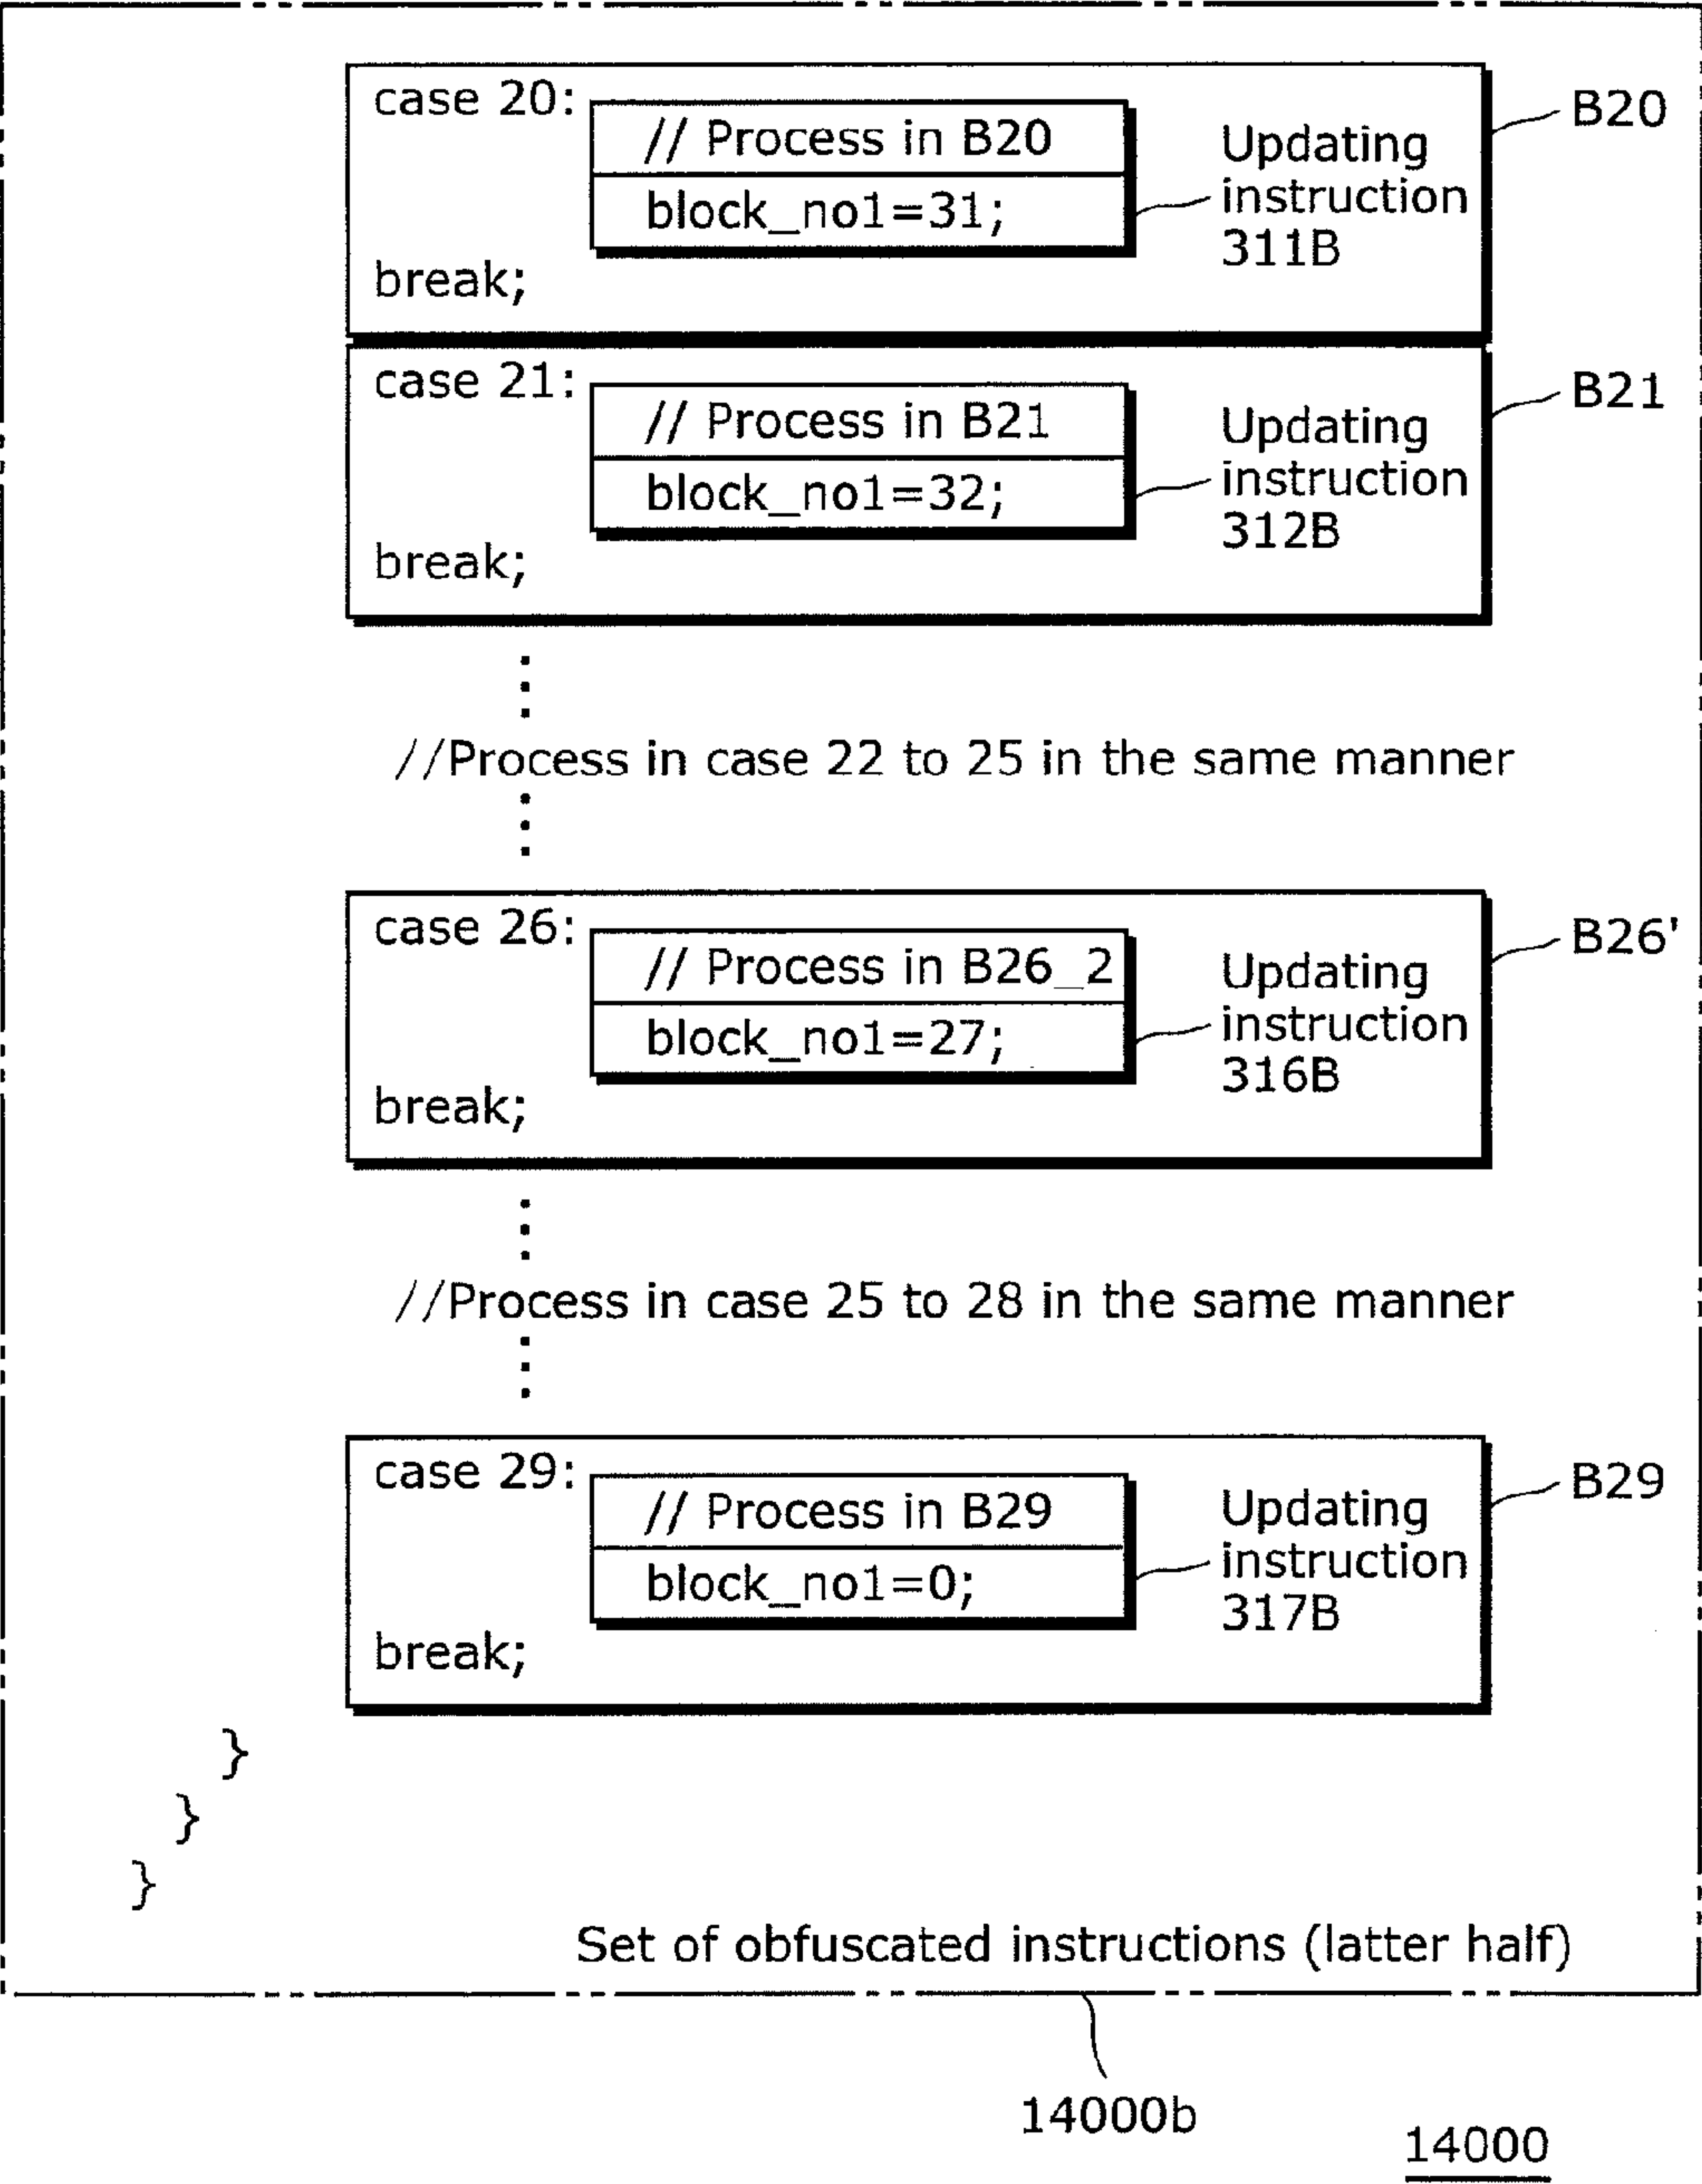 case 20:
// Process in B20
block_no1=31;
break;
Updating
instruction
311B
B20
case 21:
// Process in B21
block_no1=32;
break;
Updating
instruction
312B
B21
//Process in case 22 to 25 in the same manner
case 26:
// Process in B26_2
block_no1=27;
break;
Updating
instruction
316B
B26'
//Process in case 25 to 28 in the same manner
case 29:
// Process in B29
block_no1=0;
break;
Updating
instruction
317B
B29
}
}
}
Set of obfuscated instructions (latter half)
14000b
14000